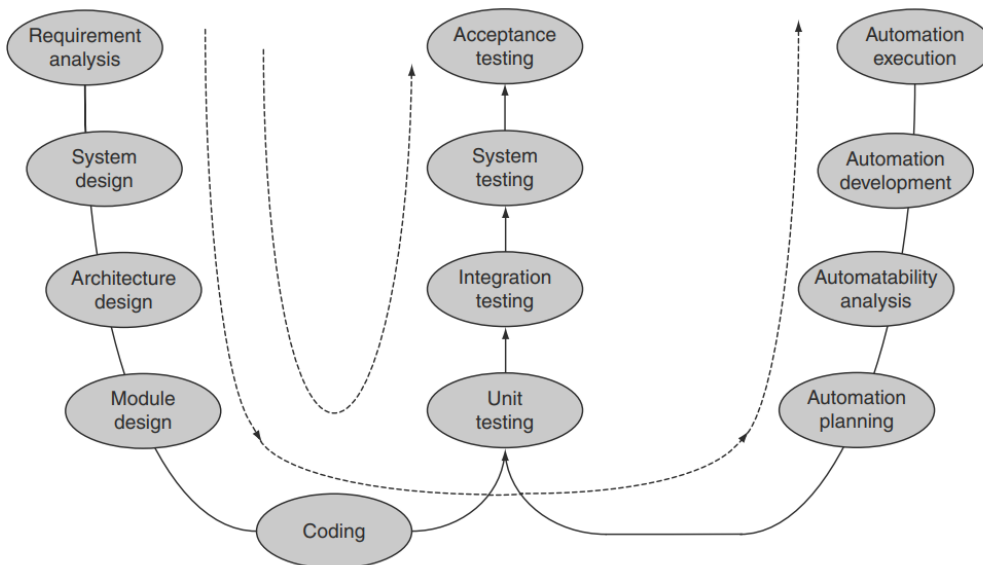 Requirement
analysis
Acceptance
testing
Automation
execution
System
design
System
testing
Automation
development
Architecture
design
Integration
testing
Automatability
analysis
Module
design
Unit
testing
Automation
planning
Coding